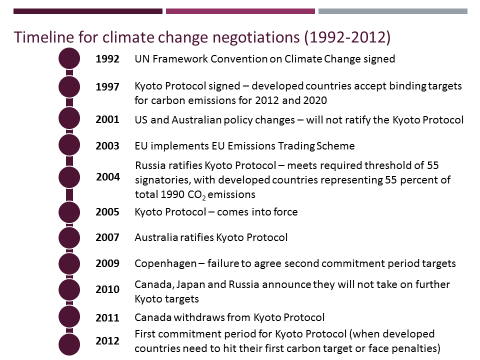 Timeline for climate change negotiations (1992-2012)
1992 UN Framework Convention on Climate Change signed
1997 Kyoto Protocol signed – developed countries accept binding targets
for carbon emissions for 2012 and 2020
2001 US and Australian policy changes – will not ratify the Kyoto Protocol
2003 EU implements EU Emissions Trading Scheme
Russia ratifies Kyoto Protocol – meets required threshold of 55
2004 signatories, with developed countries representing 55 percent of
total 1990 CO2 emissions
2005 Kyoto Protocol – comes into force
2007 Australia ratifies Kyoto Protocol
2009 Copenhagen – failure to agree second commitment period targets
2010 Canada, Japan and Russia announce they will not take on further
Kyoto targets
2011 Canada withdraws from Kyoto Protocol
2012 First commitment period for Kyoto Protocol (when developed
countries need to hit their first carbon target or face penalties)